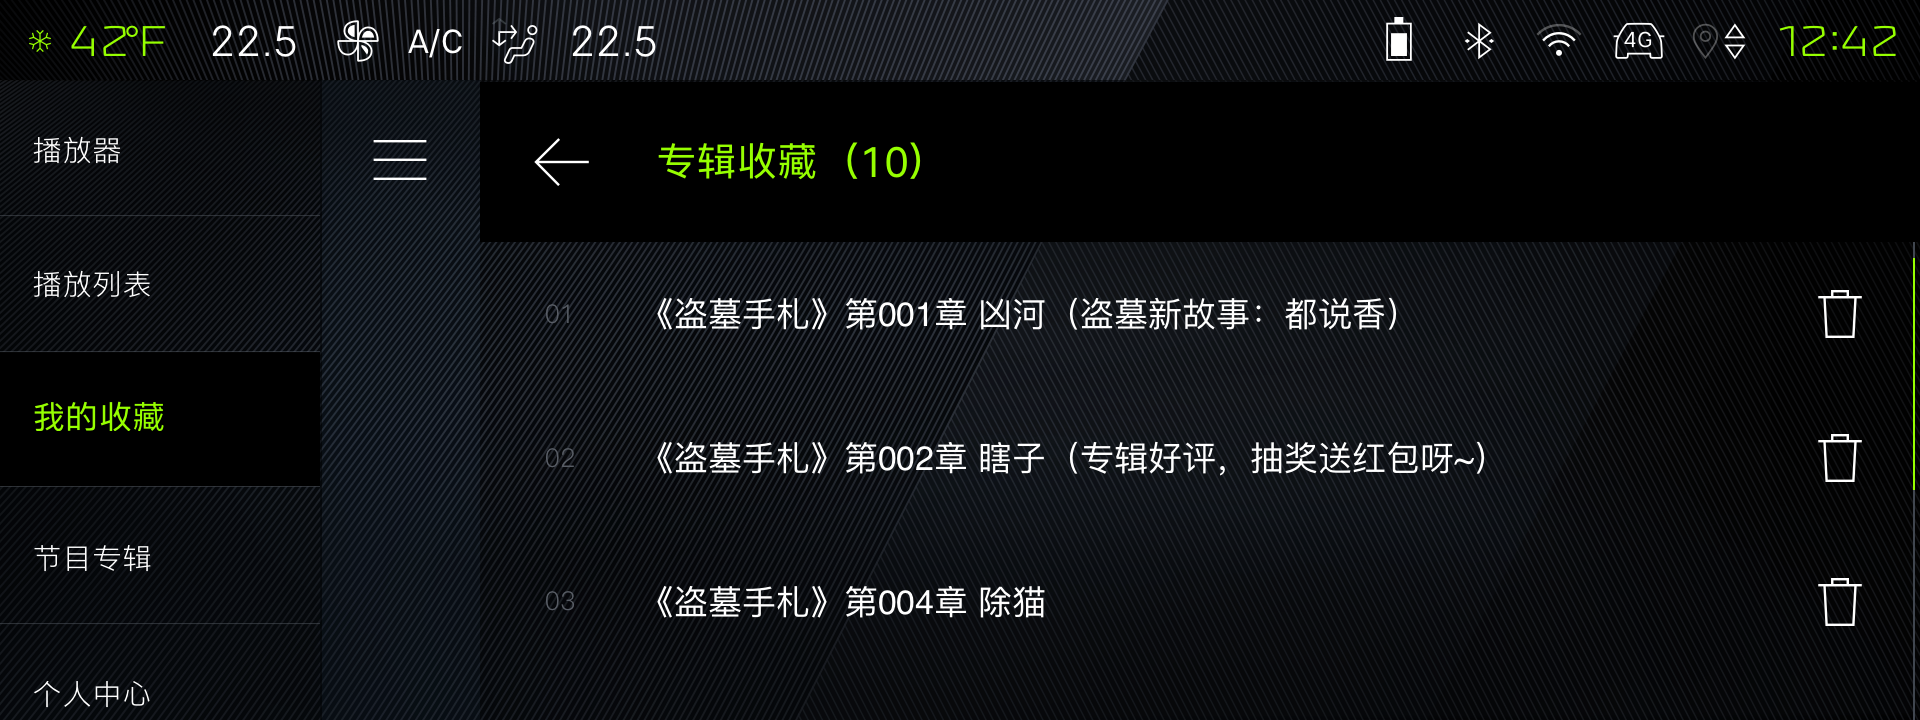 42°F 22.5 A/C 22.5 4G 12:42
播放器
播放列表
我的收藏
节目专辑
个人中心
专辑收藏（10）
01 《盗墓手札》第001章 凶河（盗墓新故事：都说香）
02 《盗墓手札》第002章 瞎子（专辑好评，抽奖送红包呀~）
03 《盗墓手札》第004章 除猫